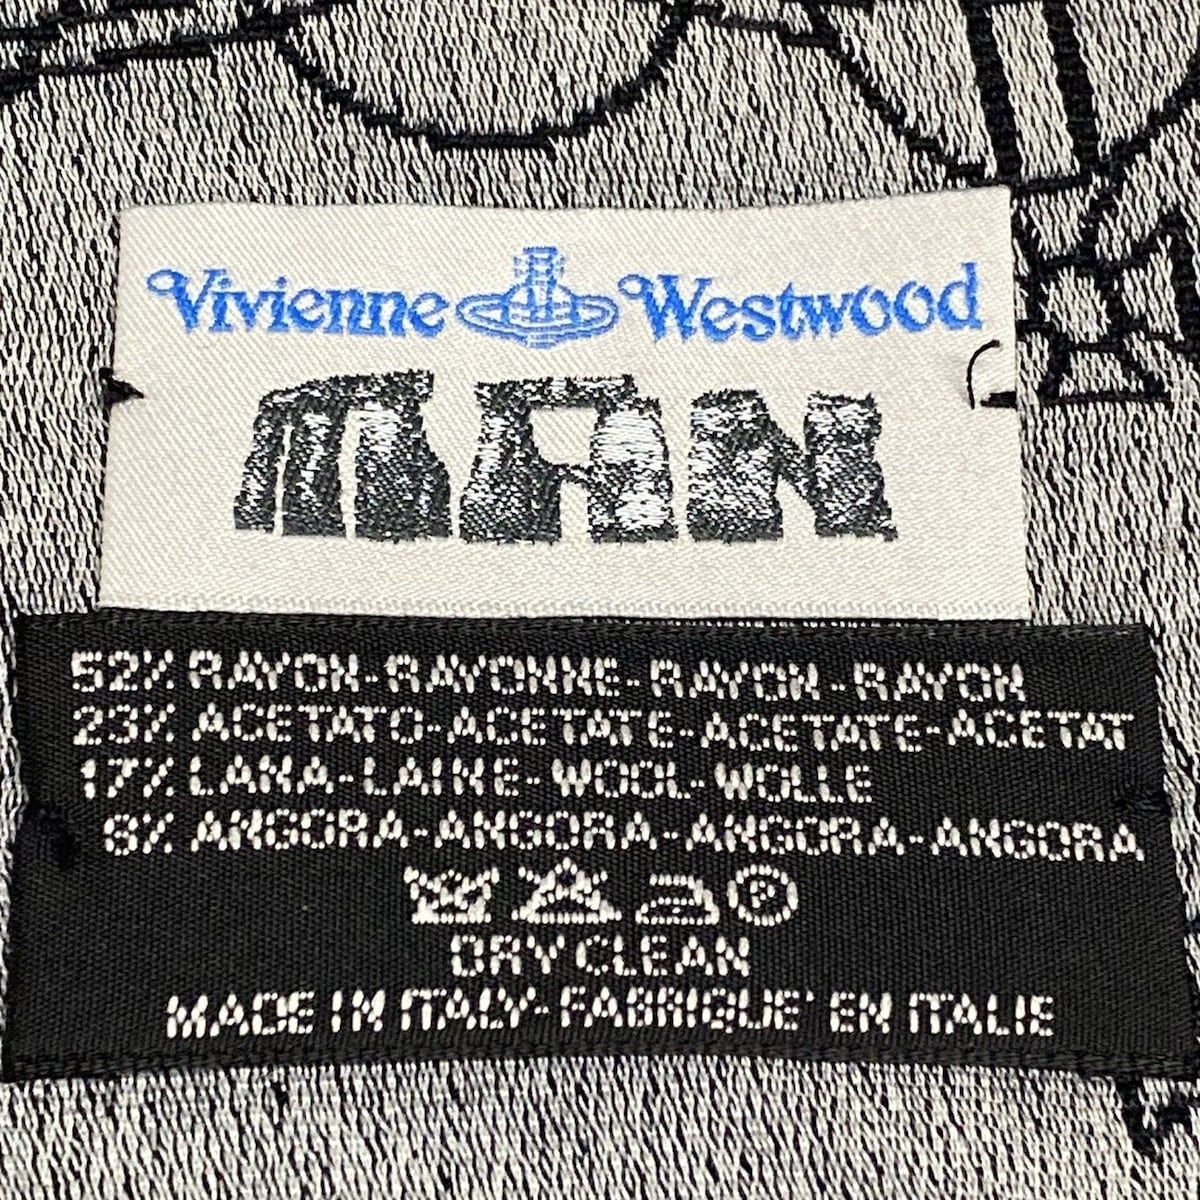 Vivienne Westwood
MAN
52% RAYON-RAYONNE-RAYON-RAYON
23% ACETATO-ACETATE-ACETATE-ACETAT
17% LANA-LAINE-WOOL-WOLLE
8% ANGORA-ANGORA-ANGORA-ANGORA
P
DRY CLEAN
MADE IN ITALY-FABRIQUE' EN ITALIE